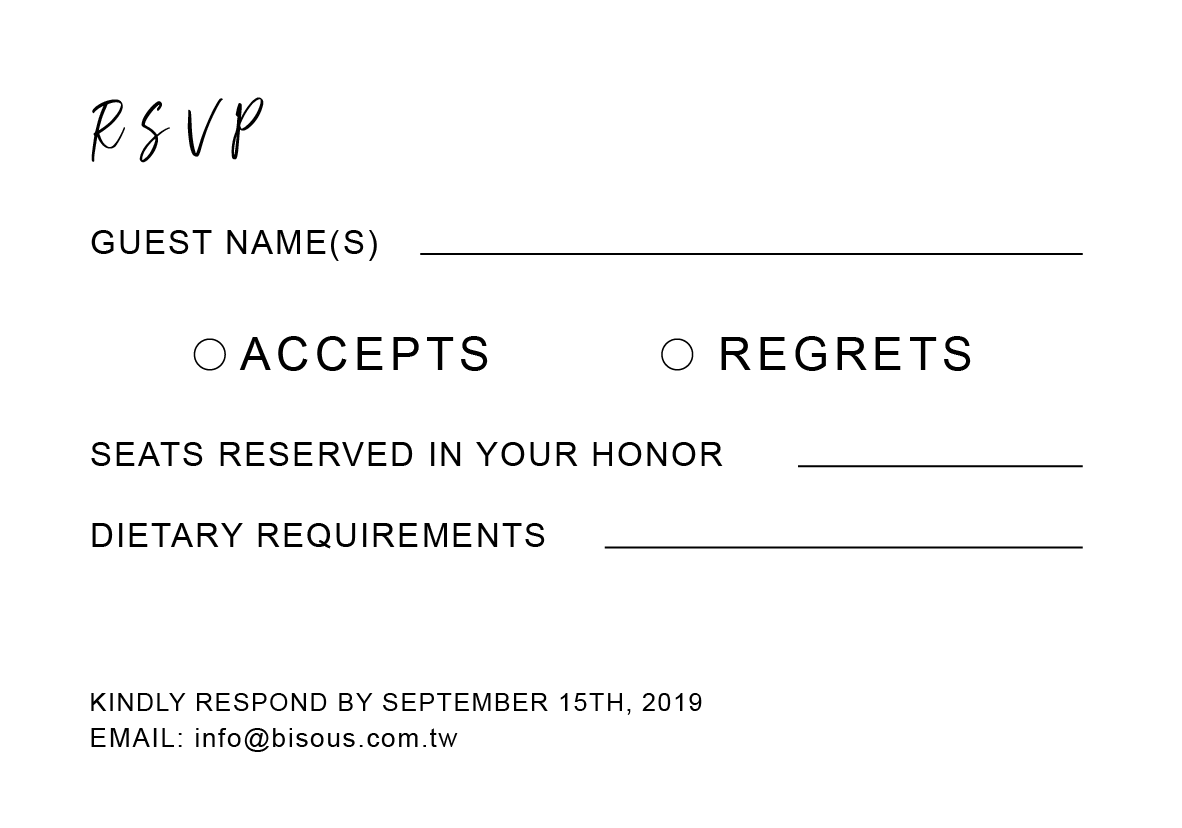 RSVP
GUEST NAME(S)
ACCEPTS REGRETS
SEATS RESERVED IN YOUR HONOR
DIETARY REQUIREMENTS
KINDLY RESPOND BY SEPTEMBER 15TH, 2019
EMAIL: info@bisous.com.tw